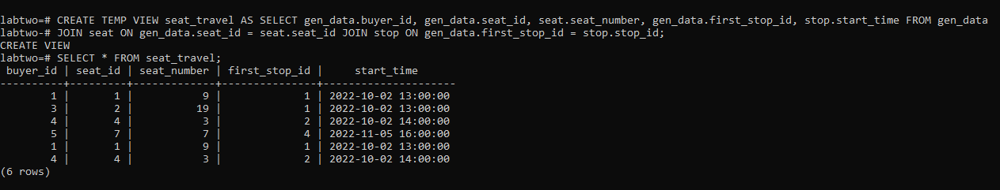 labtwo=# CREATE TEMP VIEW seat_travel AS SELECT gen_data.buyer_id, gen_data.seat_id, seat.seat_number, gen_data.first_stop_id, stop.start_time FROM gen_data
labtwo-# JOIN seat ON gen_data.seat_id = seat.seat_id JOIN stop ON gen_data.first_stop_id = stop.stop_id;
CREATE VIEW
labtwo=# SELECT * FROM seat_travel;
 buyer_id | seat_id | seat_number | first_stop_id |     start_time
----------+---------+-------------+---------------+---------------------
        1 |       1 |           9 |             1 | 2022-10-02 13:00:00
        3 |       2 |          19 |             1 | 2022-10-02 13:00:00
        4 |       4 |           3 |             2 | 2022-10-02 14:00:00
        5 |       7 |           7 |             4 | 2022-11-05 16:00:00
        1 |       1 |           9 |             1 | 2022-10-02 13:00:00
        4 |       4 |           3 |             2 | 2022-10-02 14:00:00
(6 rows)